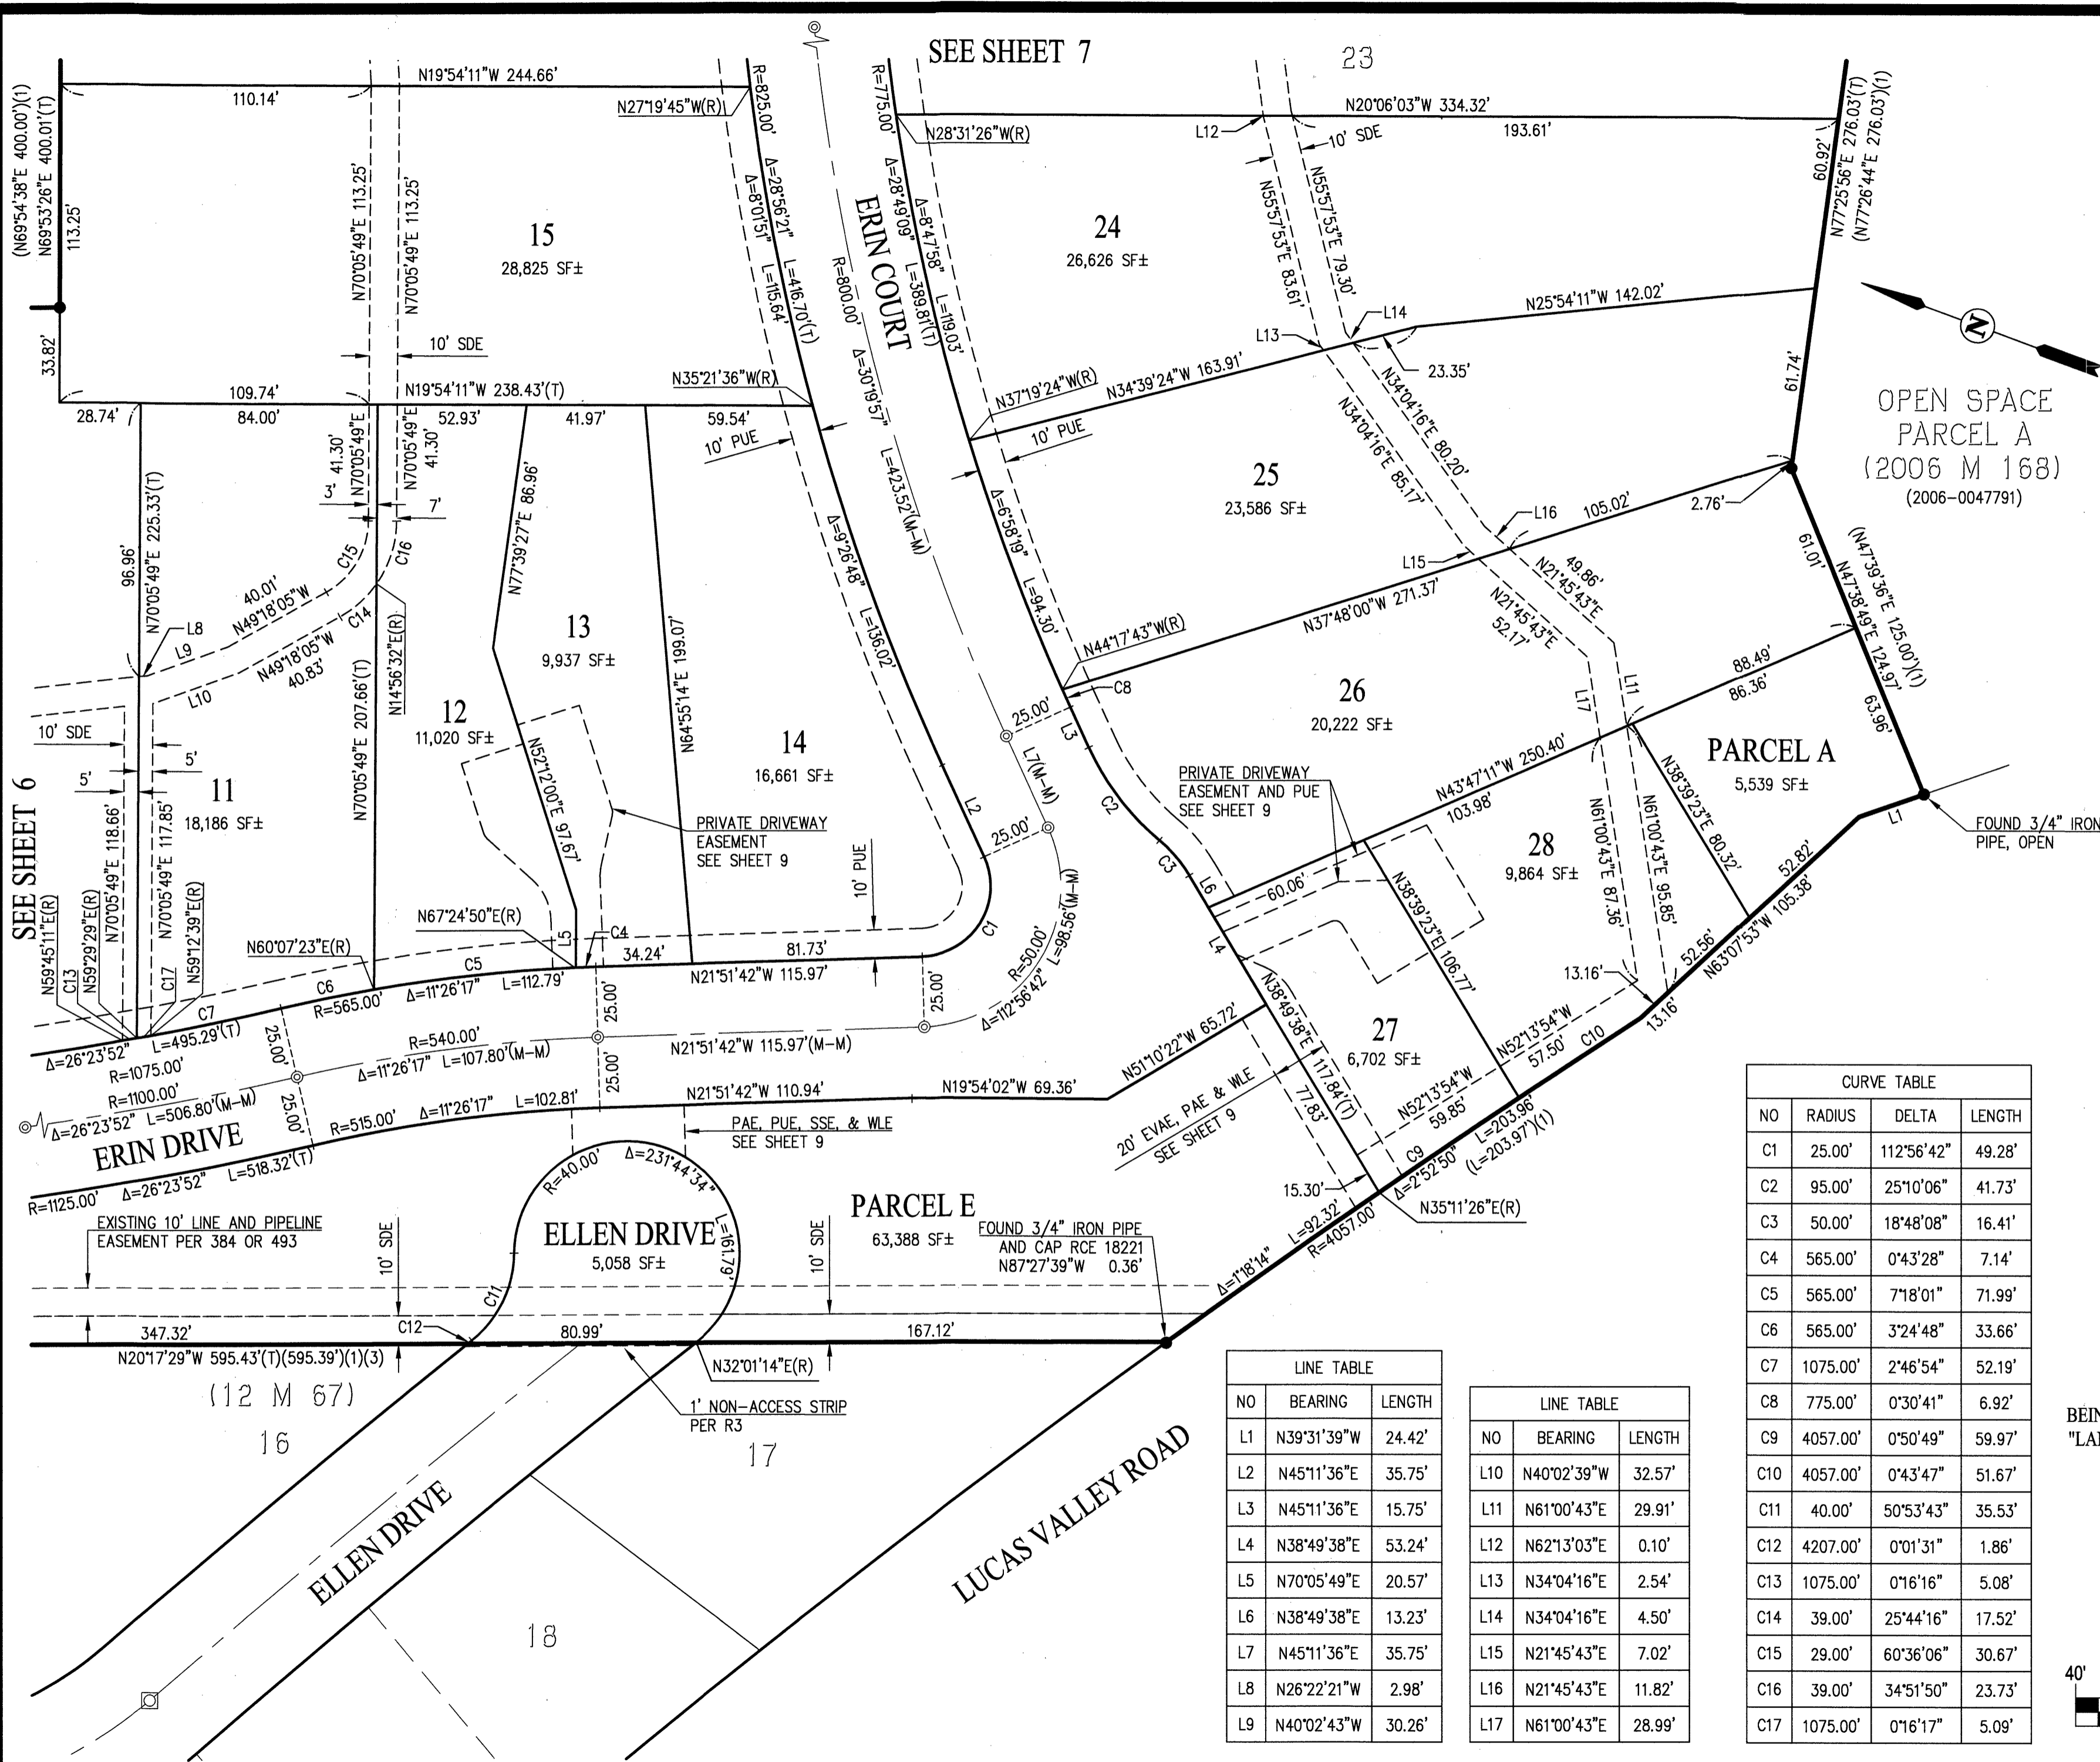 SEE SHEET 7
23
(N69°54'38"E 400.00')(1)
N69°53'26"E 400.01'(T)
113.25'
33.82'
N19°54'11"W 244.66'
110.14'
N27°19'45"W(R)
R=825.00'
Δ=28°56'21" L=416.70'(T)
Δ=8°01'51" L=115.64'
R=775.00'
Δ=28°49'09" L=389.81'(T)
Δ=8°47'58" L=119.03'
N28°31'26"W(R)
N20°06'03"W 334.32'
193.61'
L12
10' SDE
60.92'
N77°25'56"E 276.03'(T)
(N77°26'44"E 276.03')(1)
N70°05'49"E 113.25'
N70°05'49"E 113.25'
15
28,825 SF±
ERIN COURT
R=800.00' Δ=30°19'57" L=423.52'(M-M)
24
26,626 SF±
N55°57'53"E 83.61'
N55°57'53"E 79.30'
L14
L13
N25°54'11"W 142.02'
23.35'
61.74'
N
OPEN SPACE
PARCEL A
(2006 M 168)
(2006-0047791)
10' SDE
109.74'
N19°54'11"W 238.43'(T)
N35°21'36"W(R)
28.74'
84.00'
52.93'
41.97'
59.54'
10' PUE
N37°19'24"W(R)
N34°39'24"W 163.91'
10' PUE
N34°04'16"E 85.17'
N34°04'16"E 80.20'
25
23,586 SF±
L16
105.02'
2.76'
L15
N70°05'49"E
41.30'
N70°05'49"E
41.30'
3'
7'
96.96'
N70°05'49"E 225.33'(T)
C15
C16
40.01'
N49°18'05"W
L8
L9
L10
N49°18'05"W
40.83'
C14
N14°56'32"E(R)
N70°05'49"E 207.66'(T)
N77°39'27"E 86.96'
13
9,937 SF±
N64°55'14"E 199.07'
Δ=9°26'48" L=136.02'
Δ=6°58'19" L=94.30'
N44°17'43"W(R)
N37°48'00"W 271.37'
49.86'
N21°45'43"E
N21°45'43"E
52.17'
61.01'
(N47°39'36"E 125.00')(1)
N47°38'49"E 124.97'
63.96'
88.49'
86.36'
C8
25.00'
L3
L7(M-M)
26
20,222 SF±
L17
L11
12
11,020 SF±
N52°12'00"E 97.67'
14
16,661 SF±
L2
25.00'
C2
C3
L6
PRIVATE DRIVEWAY
EASEMENT AND PUE
SEE SHEET 9
N43°47'11"W 250.40'
103.98'
60.06'
PARCEL A
5,539 SF±
L1
FOUND 3/4" IRON
PIPE, OPEN
10' SDE
5'
5'
SEE SHEET 6
11
18,186 SF±
PRIVATE DRIVEWAY
EASEMENT
SEE SHEET 9
10' PUE
28
9,864 SF±
N38°39'23"E 80.32'
N61°00'43"E 87.36'
N61°00'43"E 95.85'
52.82'
N63°07'53"W 105.38'
52.56'
13.16'
13.16'
N59°45'11"E(R)
C13
N59°29'29"E(R)
N70°05'49"E 118.66'
N70°05'49"E 117.85'
C17
N59°12'39"E(R)
N60°07'23"E(R)
N67°24'50"E(R)
L5
C4
34.24'
81.73'
C1
N21°51'42"W 115.97'
C5
Δ=11°26'17" L=112.79'
C6
R=565.00'
C7
L4
N38°39'23"E 106.77'
N38°49'38"E 117.84'(T)
77.83'
27
6,702 SF±
N52°13'54"W
57.50'
C10
N52°13'54"W
59.85'
C9
L=203.96'
(L=203.97')(1)
Δ=2°52'50"
R=50.00'
Δ=112°56'42" L=98.56'(M-M)
25.00'
25.00'
25.00'
Δ=26°23'52" L=495.29'(T)
R=1075.00'
R=1100.00'
Δ=26°23'52" L=506.80'(M-M)
25.00'
25.00'
R=540.00'
Δ=11°26'17" L=107.80'(M-M)
N21°51'42"W 115.97'(M-M)
ERIN DRIVE
R=515.00' Δ=11°26'17" L=102.81'
N21°51'42"W 110.94'
N19°54'02"W 69.36'
N51°10'22"W 65.72'
20' EVAE, PAE & WLE
SEE SHEET 9
PAE, PUE, SSE, & WLE
SEE SHEET 9
R=1125.00' Δ=26°23'52" L=518.32'(T)
15.30'
N35°11'26"E(R)
L=92.32'
R=4057.00'
Δ=1°18'14"
EXISTING 10' LINE AND PIPELINE
EASEMENT PER 384 OR 493
10' SDE
R=40.00'
Δ=231°44'34"
L=161.79'
ELLEN DRIVE
5,058 SF±
PARCEL E
63,388 SF±
10' SDE
FOUND 3/4" IRON PIPE
AND CAP RCE 18221
N87°27'39"W 0.36'
C11
C12
347.32'
80.99'
167.12'
N20°17'29"W 595.43'(T)(595.39')(1)(3)
N32°01'14"E(R)
(12 M 67)
16
1' NON-ACCESS STRIP
PER R3
17
18
ELLEN DRIVE
LUCAS VALLEY ROAD
LINE TABLE
NO BEARING LENGTH
L1 N39°31'39"W 24.42'
L2 N45°11'36"E 35.75'
L3 N45°11'36"E 15.75'
L4 N38°49'38"E 53.24'
L5 N70°05'49"E 20.57'
L6 N38°49'38"E 13.23'
L7 N45°11'36"E 35.75'
L8 N26°22'21"W 2.98'
L9 N40°02'43"W 30.26'
LINE TABLE
NO BEARING LENGTH
L10 N40°02'39"W 32.57'
L11 N61°00'43"E 29.91'
L12 N62°13'03"E 0.10'
L13 N34°04'16"E 2.54'
L14 N34°04'16"E 4.50'
L15 N21°45'43"E 7.02'
L16 N21°45'43"E 11.82'
L17 N61°00'43"E 28.99'
CURVE TABLE
NO RADIUS DELTA LENGTH
C1 25.00' 112°56'42" 49.28'
C2 95.00' 25°10'06" 41.73'
C3 50.00' 18°48'08" 16.41'
C4 565.00' 0°43'28" 7.14'
C5 565.00' 7°18'01" 71.99'
C6 565.00' 3°24'48" 33.66'
C7 1075.00' 2°46'54" 52.19'
C8 775.00' 0°30'41" 6.92'
C9 4057.00' 0°50'49" 59.97'
C10 4057.00' 0°43'47" 51.67'
C11 40.00' 50°53'43" 35.53'
C12 4207.00' 0°01'31" 1.86'
C13 1075.00' 0°16'16" 5.08'
C14 39.00' 25°44'16" 17.52'
C15 29.00' 60°36'06" 30.67'
C16 39.00' 34°51'50" 23.73'
C17 1075.00' 0°16'17" 5.09'
BEIN
"LA
40'